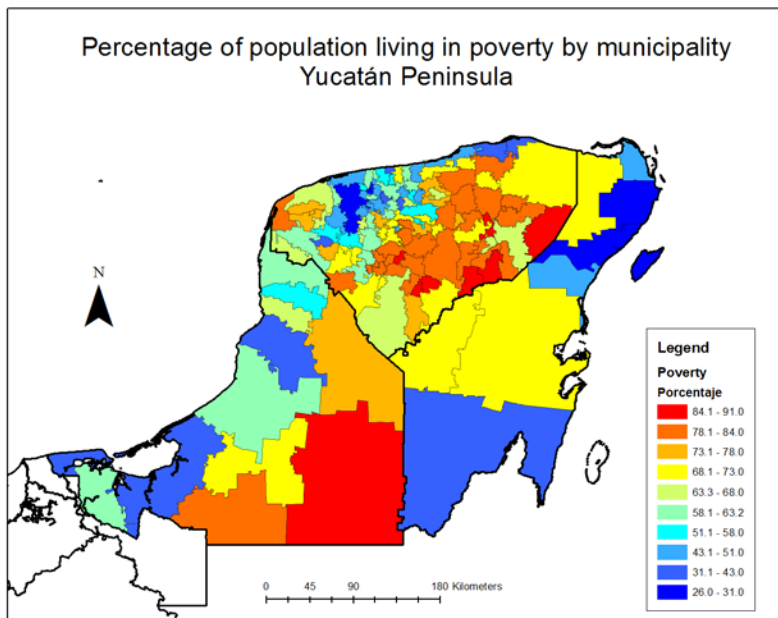 Percentage of population living in poverty by municipality
Yucatán Peninsula
N
Legend
Poverty
Porcentaje
84.1 - 91.0
78.1 - 84.0
73.1 - 78.0
68.1 - 73.0
63.3 - 68.0
58.1 - 63.2
51.1 - 58.0
43.1 - 51.0
31.1 - 43.0
26.0 - 31.0
0 45 90 180 Kilometers